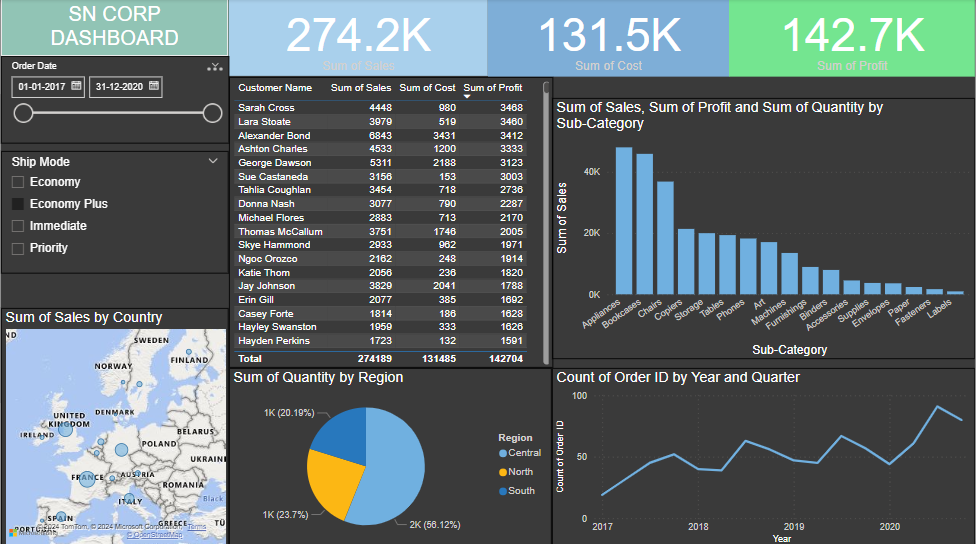 SN CORP
DASHBOARD
274.2K
Sum of Sales
131.5K
Sum of Cost
142.7K
Sum of Profit
Order Date
01-01-2017
31-12-2020
Ship Mode
Economy
Economy Plus
Immediate
Priority
Customer Name Sum of Sales Sum of Cost Sum of Profit
Sarah Cross 4448 980 3468
Lara Stoate 3979 519 3460
Alexander Bond 6843 3431 3412
Ashton Charles 4533 1200 3333
George Dawson 5311 2188 3123
Sue Castaneda 3156 153 3003
Tahlia Coughlan 3454 718 2736
Donna Nash 3077 790 2287
Michael Flores 2883 713 2170
Thomas McCallum 3751 1746 2005
Skye Hammond 2933 962 1971
Ngoc Orozco 2162 248 1914
Katie Thom 2056 236 1820
Jay Johnson 3829 2041 1788
Erin Gill 2077 385 1692
Casey Forte 1814 186 1628
Hayley Swanston 1959 333 1626
Hayden Perkins 1723 132 1591
Total 274189 131485 142704
Sum of Sales, Sum of Profit and Sum of Quantity by
Sub-Category
Sum of Sales
40K
20K
0K
Appliances
Bookcases
Chairs
Copiers
Storage
Tables
Phones
Art
Machines
Furnishings
Binders
Accessories
Supplies
Envelopes
Paper
Fasteners
Labels
Sub-Category
Sum of Sales by Country
SWEDEN
FINLAND
NORWAY
DENMARK
UNITED
KINGDOM
IRELAND
BELARUS
POLAND
UKRAINE
FRANCE
AUSTRIA
ROMANIA
ITALY
Black
SPAIN
PORTUGAL
GREECE
TÜ
© 2024 TomTom, © 2024 Microsoft Corporation, Terms
© OpenStreetMap
Sum of Quantity by Region
1K (20.19%)
1K (23.7%)
2K (56.12%)
Region
Central
North
South
Count of Order ID by Year and Quarter
Count of Order ID
100
50
0
2017
2018
2019
2020
Year